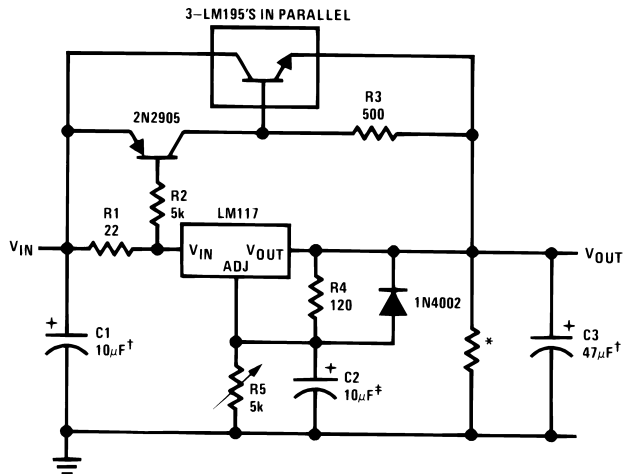 3–LM195'S IN PARALLEL
2N2905
R3
500
R2
5k
R1
22
LM117
VIN
VIN
VOUT
ADJ
VOUT
R4
120
1N4002
+
C1
10µF†
R5
5k
+
C2
10µF‡
*
+
C3
47µF†